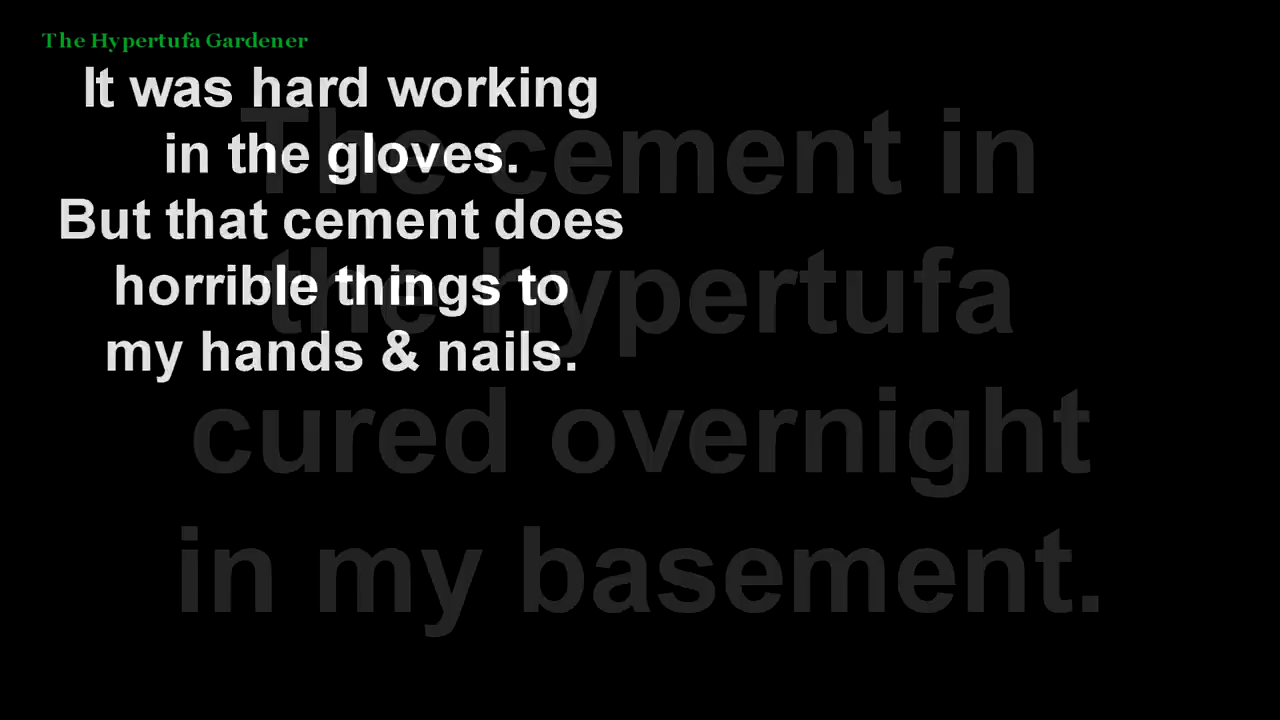 The Hypertufa Gardener
It was hard working
in the gloves.
But that cement does
horrible things to
my hands & nails.
The cement in
the hypertufa
cured overnight
in my basement.